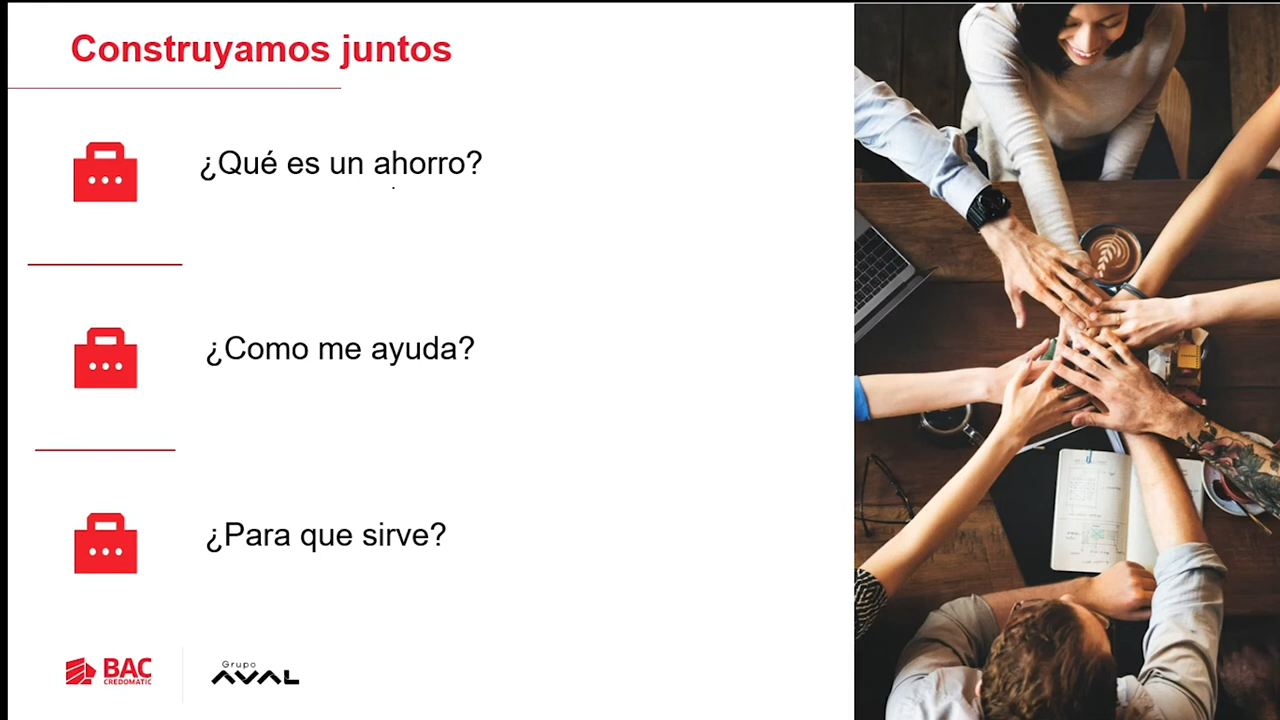 Construyamos juntos
¿Qué es un ahorro?
¿Como me ayuda?
¿Para que sirve?
BAC
CREDOMATIC
Grupo
AVAL